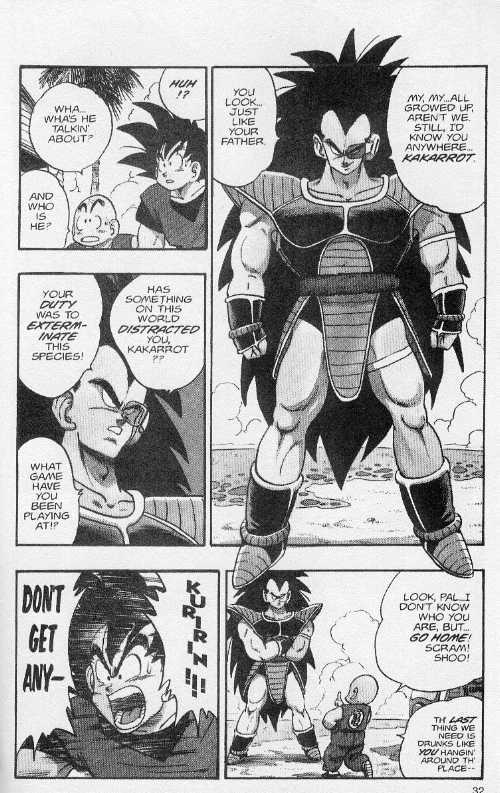 MY, MY...ALL
GROWED UP,
AREN'T WE.
STILL, I'D
KNOW YOU
ANYWHERE...
KAKARROT.
YOU
LOOK...
JUST
LIKE
YOUR
FATHER.
HUH
!?
WHA...
WHA'S HE
TALKIN'
ABOUT?
AND
WHO
IS
HE?
HAS
SOMETHING
ON THIS
WORLD
DISTRACTED
YOU,
KAKARROT
??
YOUR
DUTY
WAS TO
EXTERM-
INATE
THIS
SPECIES!
WHAT
GAME
HAVE
YOU
BEEN
PLAYING
AT!?
LOOK, PAL...I
DON'T KNOW
WHO YOU
ARE, BUT...
GO HOME!
SCRAM!
SHOO!
TH' LAST
THING WE
NEED IS
DRUNKS LIKE
YOU HANGIN'
AROUND TH'
PLACE--
KURIRIN!!!
DON'T
GET
ANY--
32